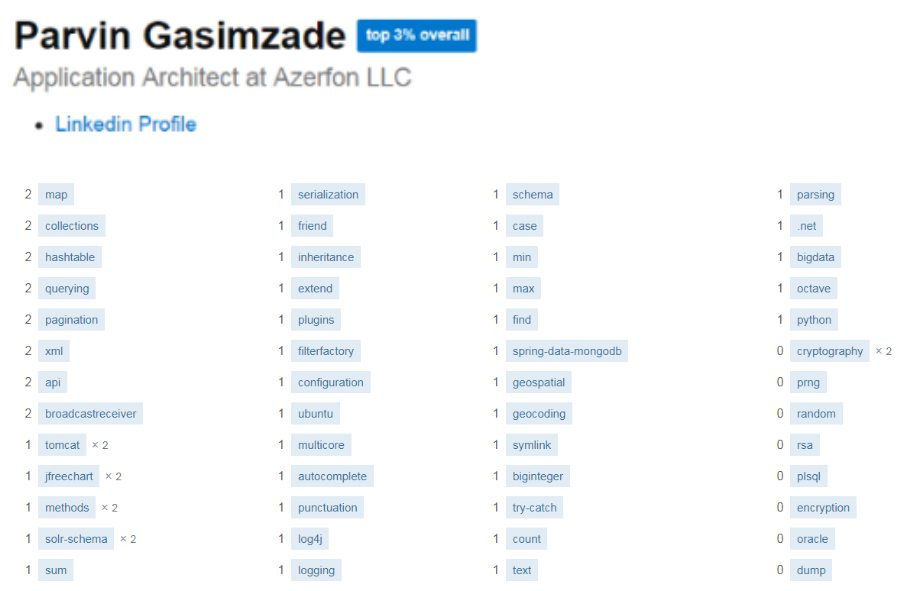 Parvin Gasimzade top 3% overall
Application Architect at Azerfon LLC
• Linkedin Profile
2 map 1 serialization 1 schema 1 parsing
2 collections 1 friend 1 case 1 .net
2 hashtable 1 inheritance 1 min 1 bigdata
2 querying 1 extend 1 max 1 octave
2 pagination 1 plugins 1 find 1 python
2 xml 1 filterfactory 1 spring-data-mongodb 0 cryptography × 2
2 api 1 configuration 1 geospatial 0 prng
2 broadcastreceiver 1 ubuntu 1 geocoding 0 random
1 tomcat × 2 1 multicore 1 symlink 0 rsa
1 jfreechart × 2 1 autocomplete 1 biginteger 0 plsql
1 methods × 2 1 punctuation 1 try-catch 0 encryption
1 solr-schema × 2 1 log4j 1 count 0 oracle
1 sum 1 logging 1 text 0 dump